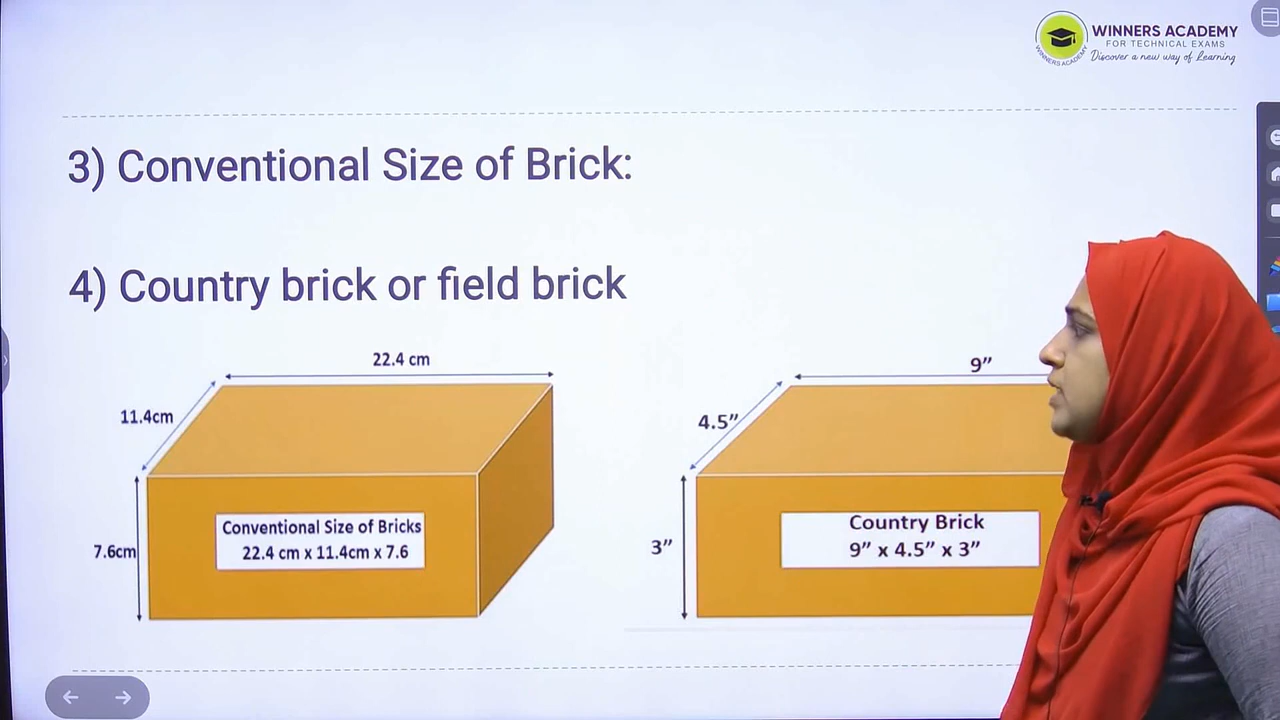 WINNERS ACADEMY
FOR TECHNICAL EXAMS
Discover a new way of Learning
WINNERS ACADEMY
3) Conventional Size of Brick:
4) Country brick or field brick
22.4 cm
11.4cm
7.6cm
Conventional Size of Bricks
22.4 cm x 11.4cm x 7.6
9”
4.5”
3”
Country Brick
9” x 4.5” x 3”